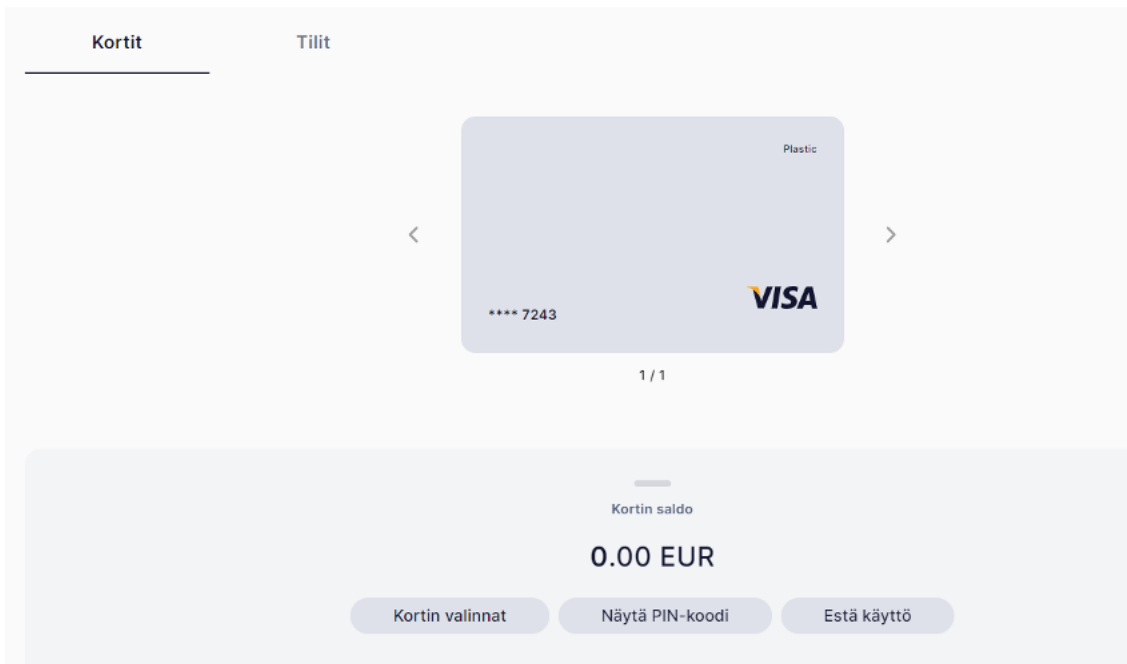 Kortit Tilit
Plastic
VISA
**** 7243
1 / 1
Kortin saldo
0.00 EUR
Kortin valinnat Näytä PIN-koodi Estä käyttö